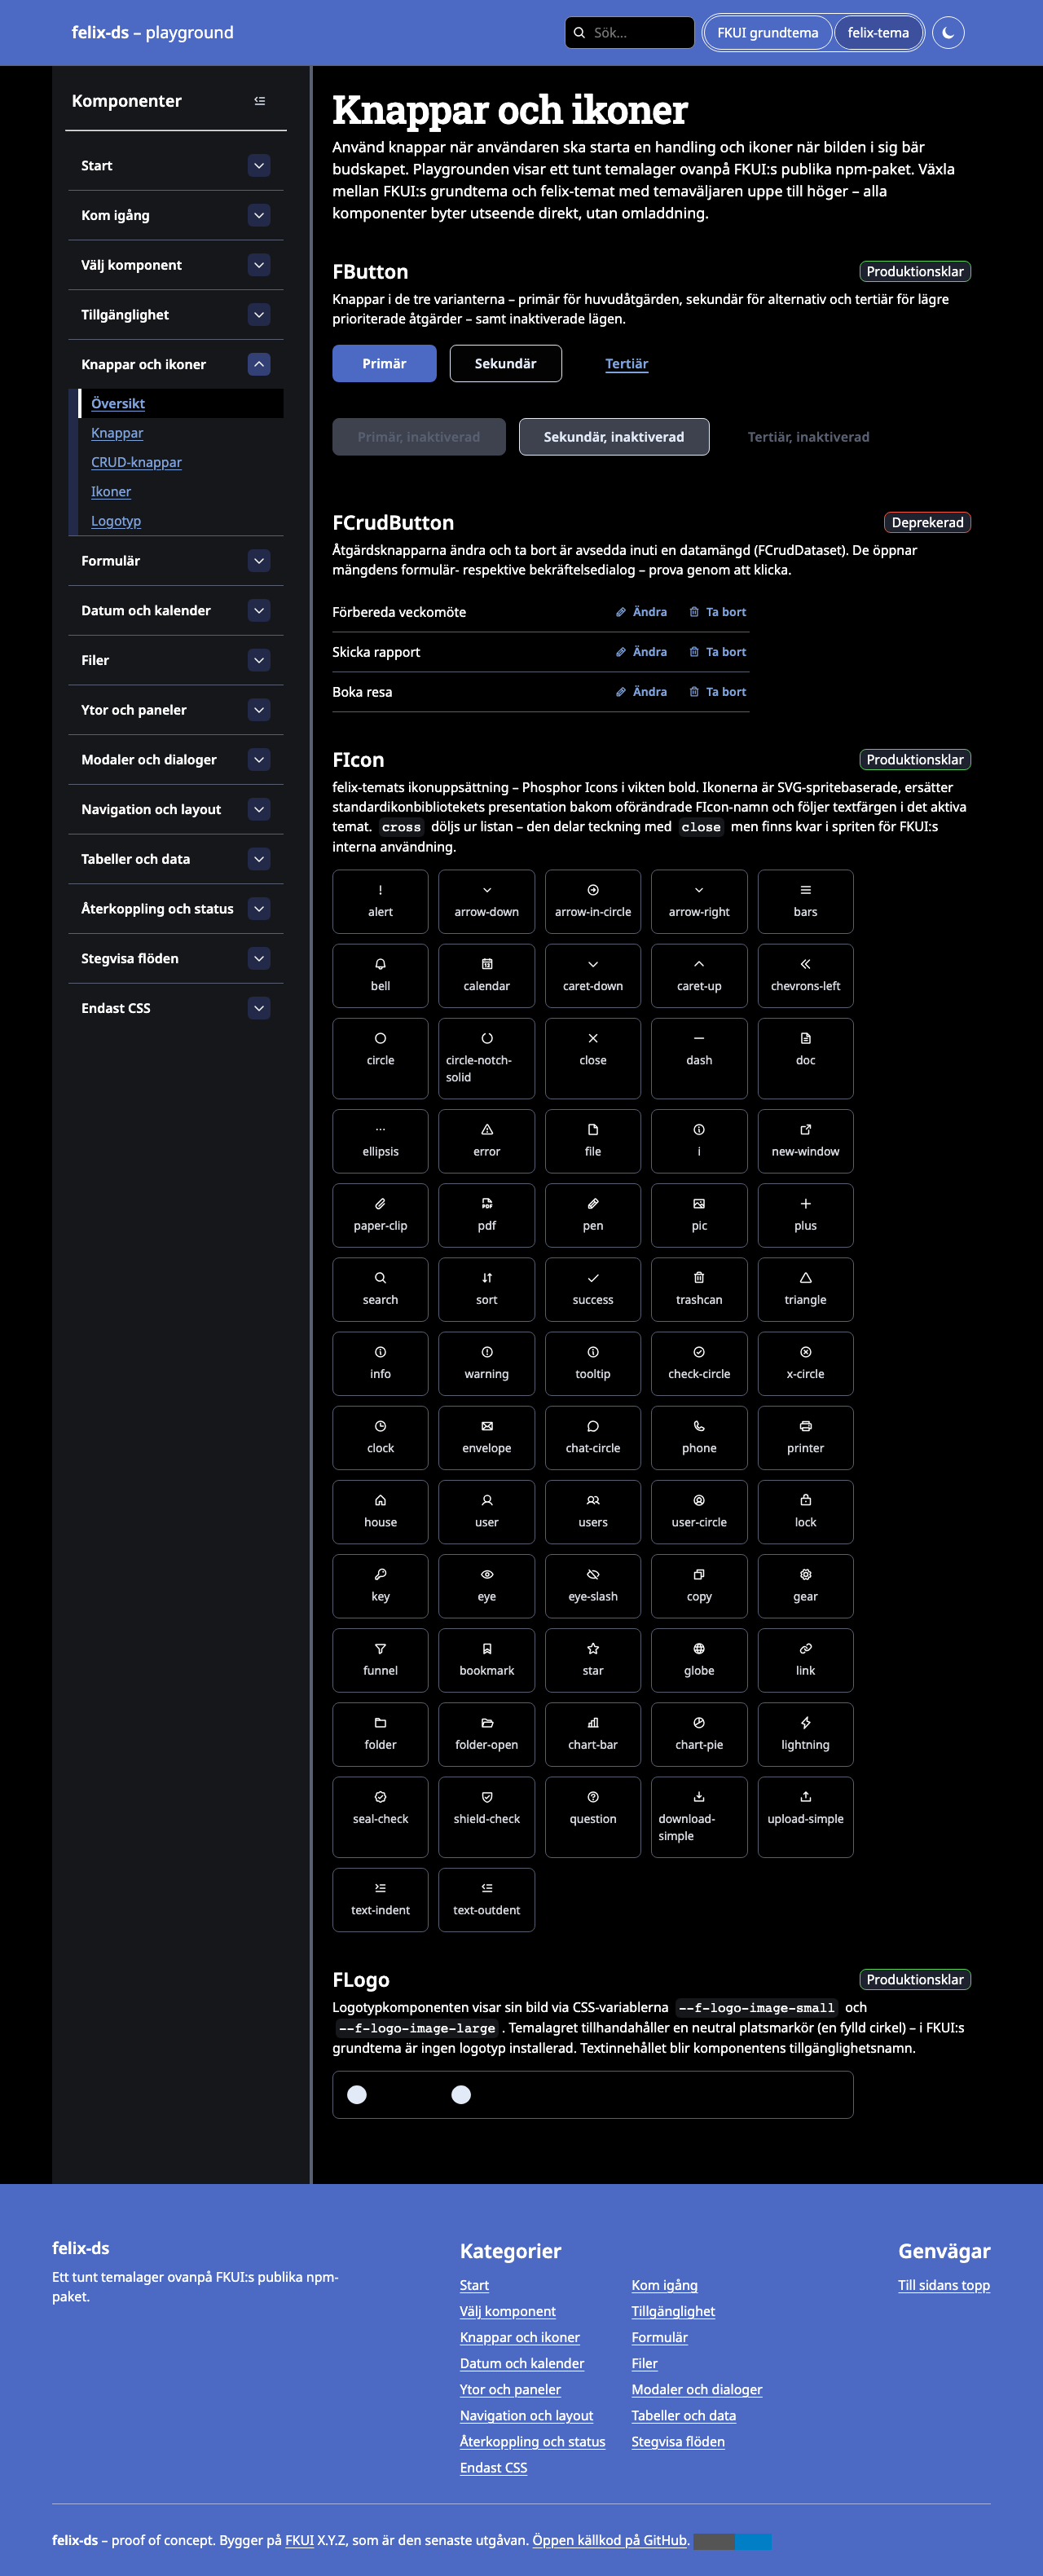 felix-ds – playground
Sök...
FKUI grundtema
felix-tema
Komponenter
Start
Kom igång
Välj komponent
Tillgänglighet
Knappar och ikoner
Översikt
Knappar
CRUD-knappar
Ikoner
Logotyp
Formulär
Datum och kalender
Filer
Ytor och paneler
Modaler och dialoger
Navigation och layout
Tabeller och data
Återkoppling och status
Stegvisa flöden
Endast CSS
Knappar och ikoner
Använd knappar när användaren ska starta en handling och ikoner när bilden i sig bär
budskapet. Playgrounden visar ett tunt temalager ovanpå FKUI:s publika npm-paket. Växla
mellan FKUI:s grundtema och felix-temat med temaväljaren uppe till höger – alla
komponenter byter utseende direkt, utan omladdning.
FButton
Produktionsklar
Knappar i de tre varianterna – primär för huvudåtgärden, sekundär för alternativ och tertiär för lägre
prioriterade åtgärder – samt inaktiverade lägen.
Primär
Sekundär
Tertiär
Primär, inaktiverad
Sekundär, inaktiverad
Tertiär, inaktiverad
FCrudButton
Deprekerad
Åtgärdsknapparna ändra och ta bort är avsedda inuti en datamängd (FCrudDataset). De öppnar
mängdens formulär- respektive bekräftelsedialog – prova genom att klicka.
Förbereda veckomöte Ändra Ta bort
Skicka rapport Ändra Ta bort
Boka resa Ändra Ta bort
FIcon
Produktionsklar
felix-temats ikonuppsättning – Phosphor Icons i vikten bold. Ikonerna är SVG-spritebaserade, ersätter
standardikonbibliotekets presentation bakom oförändrade FIcon-namn och följer textfärgen i det aktiva
temat. cross döljs ur listan – den delar teckning med close men finns kvar i spriten för FKUI:s
interna användning.
alert
arrow-down
arrow-in-circle
arrow-right
bars
bell
calendar
caret-down
caret-up
chevrons-left
circle
circle-notch-
solid
close
dash
doc
ellipsis
error
file
i
new-window
paper-clip
pdf
pen
pic
plus
search
sort
success
trashcan
triangle
info
warning
tooltip
check-circle
x-circle
clock
envelope
chat-circle
phone
printer
house
user
users
user-circle
lock
key
eye
eye-slash
copy
gear
funnel
bookmark
star
globe
link
folder
folder-open
chart-bar
chart-pie
lightning
seal-check
shield-check
question
download-
simple
upload-simple
text-indent
text-outdent
FLogo
Produktionsklar
Logotypkomponenten visar sin bild via CSS-variablerna --f-logo-image-small och
--f-logo-image-large . Temalagret tillhandahåller en neutral platsmarkör (en fylld cirkel) – i FKUI:s
grundtema är ingen logotyp installerad. Textinnehållet blir komponentens tillgänglighetsnamn.
felix-ds
Ett tunt temalager ovanpå FKUI:s publika npm-
paket.
Kategorier
Start
Kom igång
Välj komponent
Tillgänglighet
Knappar och ikoner
Formulär
Datum och kalender
Filer
Ytor och paneler
Modaler och dialoger
Navigation och layout
Tabeller och data
Återkoppling och status
Stegvisa flöden
Endast CSS
Genvägar
Till sidans topp
felix-ds – proof of concept. Bygger på FKUI X.Y.Z, som är den senaste utgåvan. Öppen källkod på GitHub.